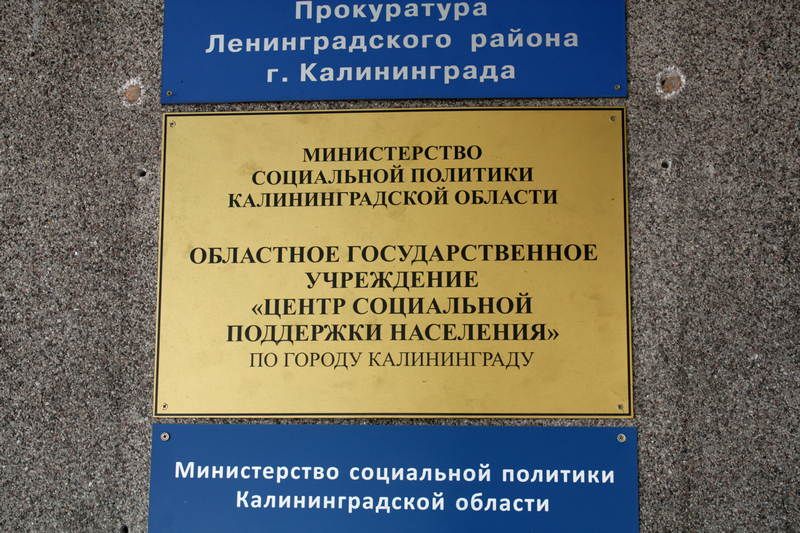 Прокуратура
Ленинградского района
г. Калининграда
МИНИСТЕРСТВО
СОЦИАЛЬНОЙ ПОЛИТИКИ
КАЛИНИНГРАДСКОЙ ОБЛАСТИ
ОБЛАСТНОЕ ГОСУДАРСТВЕННОЕ
УЧРЕЖДЕНИЕ
«ЦЕНТР СОЦИАЛЬНОЙ
ПОДДЕРЖКИ НАСЕЛЕНИЯ»
ПО ГОРОДУ КАЛИНИНГРАДУ
Министерство социальной политики
Калининградской области